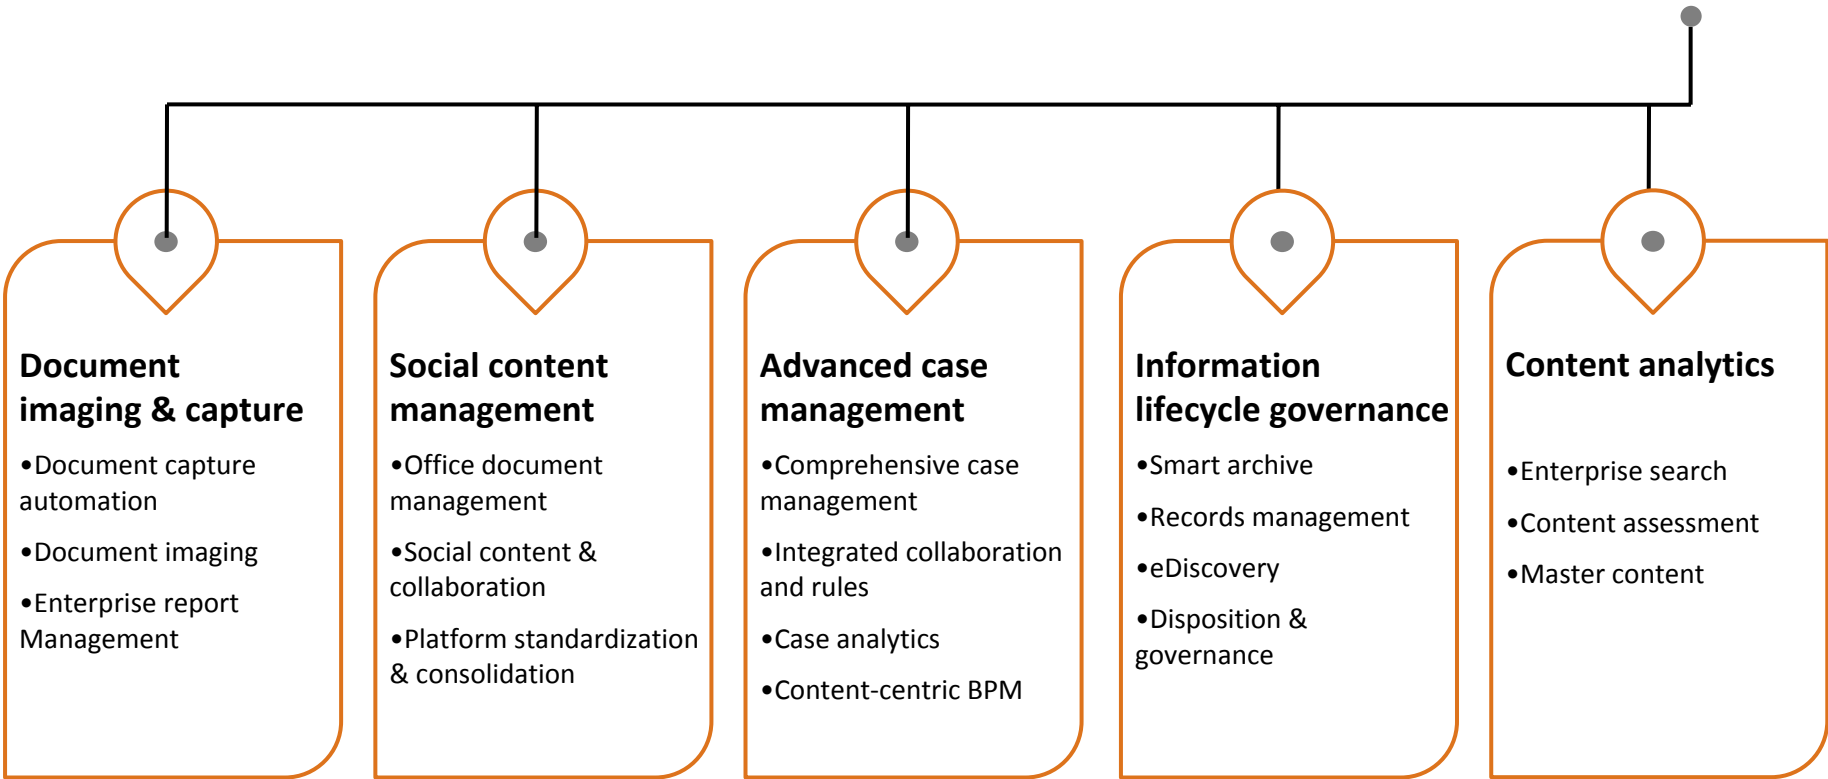 Document
imaging & capture
•Document capture
automation
•Document imaging
•Enterprise report
Management
Social content
management
•Office document
management
•Social content &
collaboration
•Platform standardization
& consolidation
Advanced case
management
•Comprehensive case
management
•Integrated collaboration
and rules
•Case analytics
•Content-centric BPM
Information
lifecycle governance
•Smart archive
•Records management
•eDiscovery
•Disposition &
governance
Content analytics
•Enterprise search
•Content assessment
•Master content